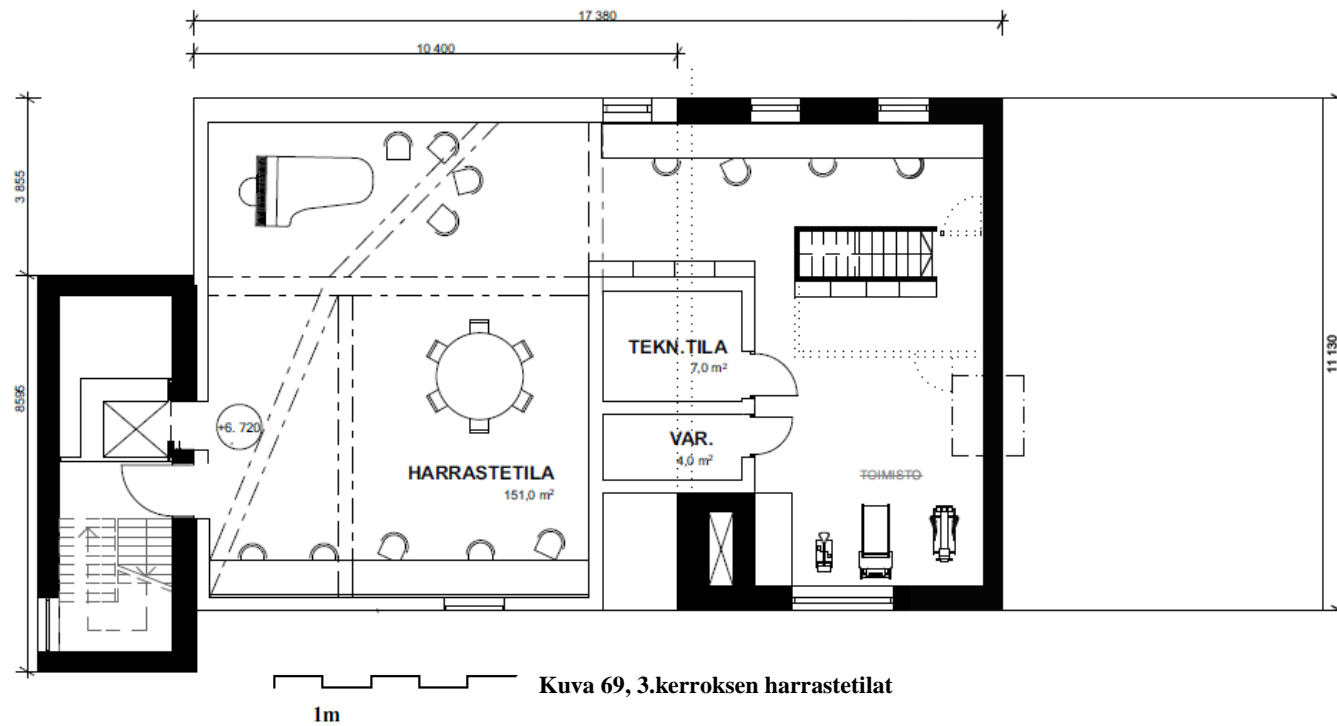 17 380
10 400
3 855
8595
11 130
TEKN.TILA
7,0 m²
+6. 720
VAR.
4,0 m²
HARRASTETILA
151,0 m²
TOIMISTO
Kuva 69, 3.kerroksen harrastetilat
1m